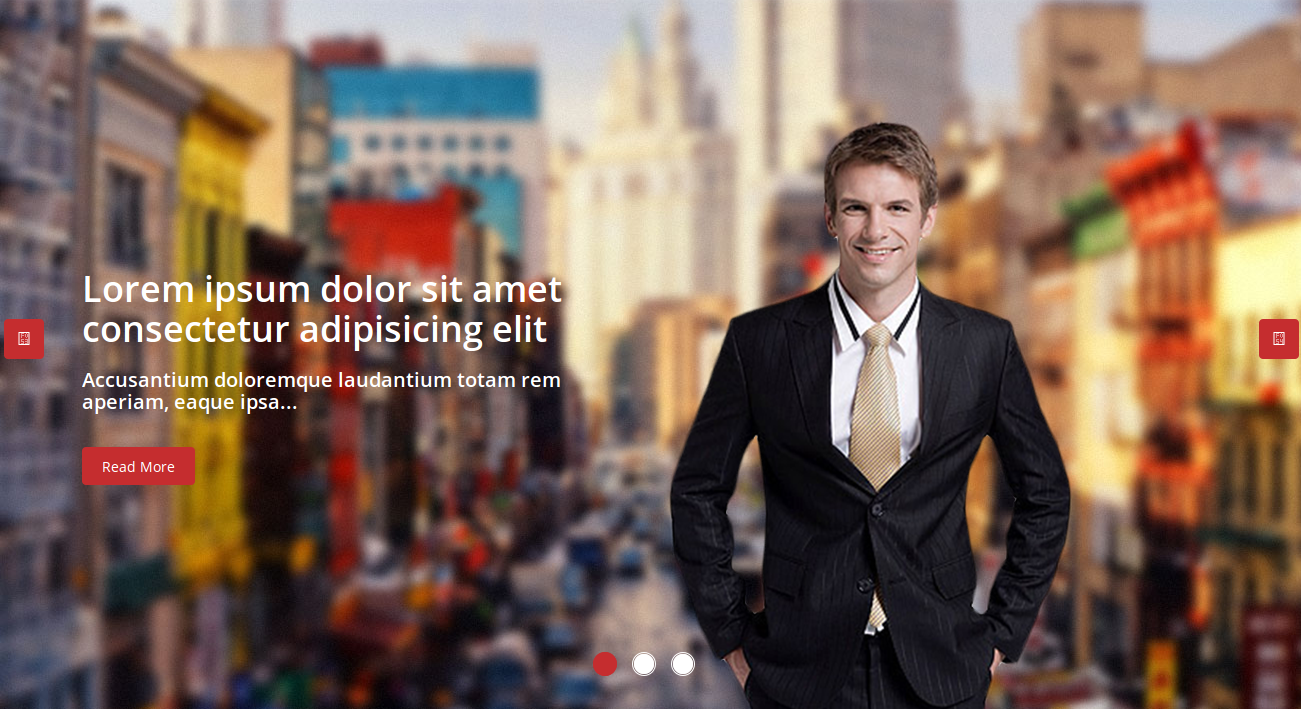 Lorem ipsum dolor sit amet
consectetur adipisicing elit
Accusantium doloremque laudantium totam rem
aperiam, eaque ipsa...
Read More